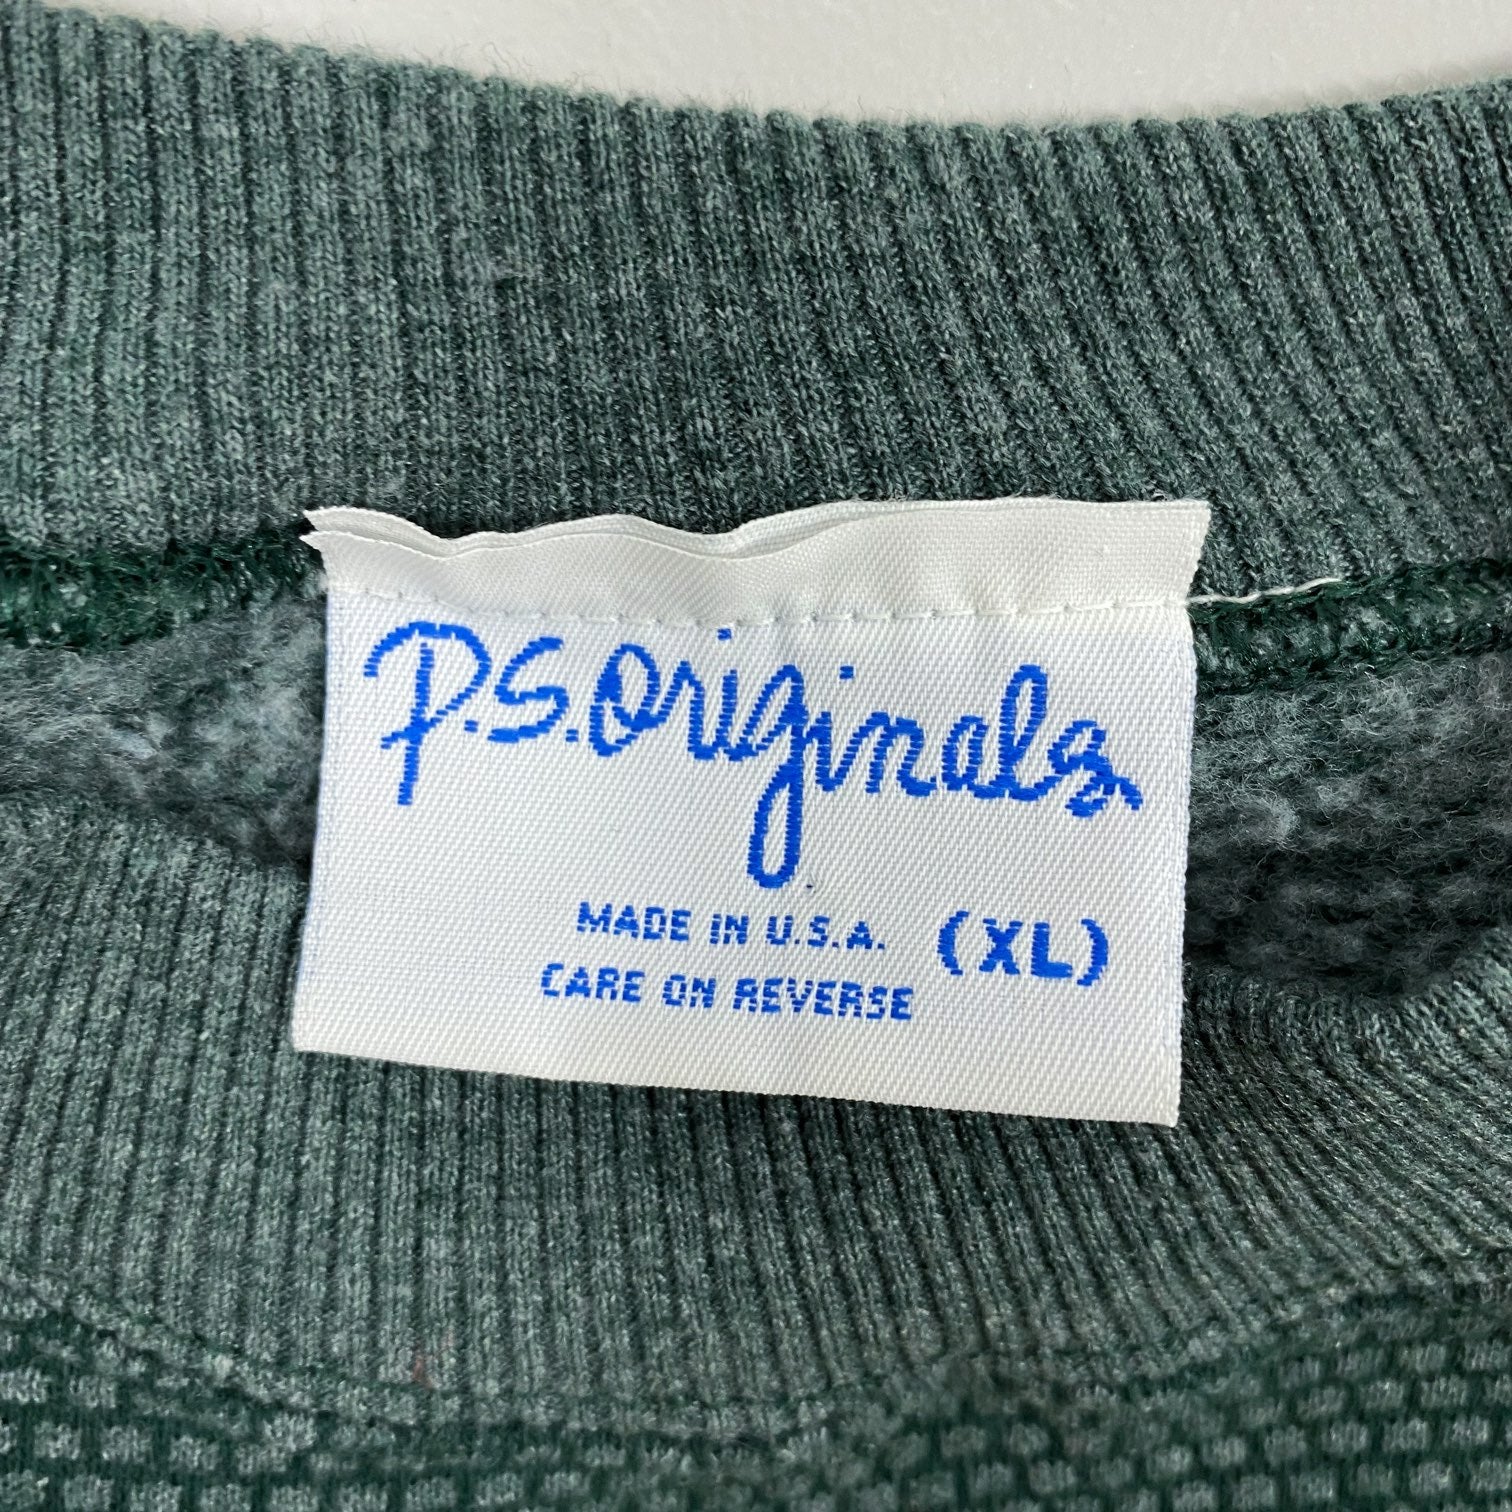 P.S. Originals
MADE IN U.S.A. (XL)
CARE ON REVERSE